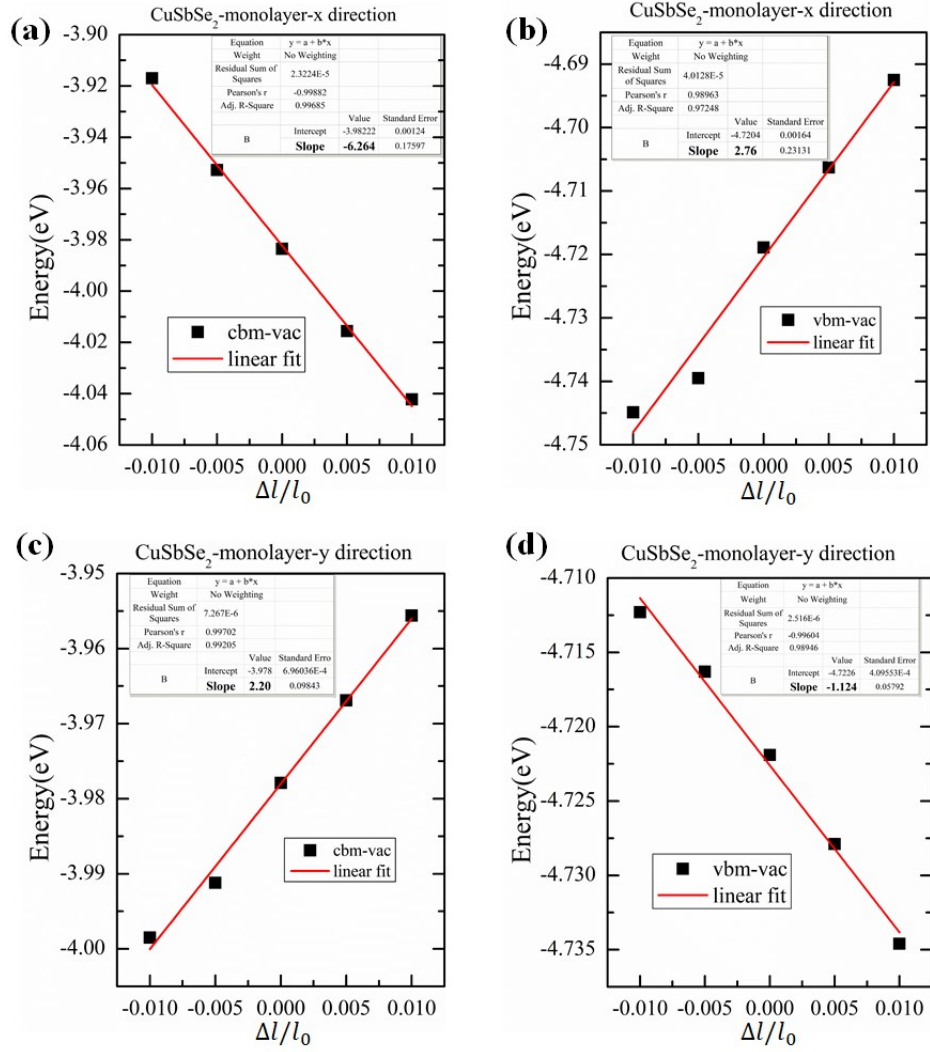 (a)
CuSbSe2-monolayer-x direction
Equation y = a + b*x
Weight No Weighting
Residual Sum of Squares 2.3224E-5
Pearson's r -0.99882
Adj. R-Square 0.99685
Value Standard Error
B Intercept -3.98222 0.00124
Slope -6.264 0.17597
-3.90
-3.92
-3.94
-3.96
-3.98
-4.00
-4.02
-4.04
-4.06
Energy(eV)
cbm-vac
linear fit
-0.010 -0.005 0.000 0.005 0.010
Δl/l0
(b)
CuSbSe2-monolayer-x direction
Equation y = a + b*x
Weight No Weighting
Residual Sum of Squares 4.0128E-5
Pearson's r 0.98963
Adj. R-Square 0.97248
Value Standard Error
B Intercept -4.7204 0.00164
Slope 2.76 0.23131
-4.69
-4.70
-4.71
-4.72
-4.73
-4.74
-4.75
Energy(eV)
vbm-vac
linear fit
-0.010 -0.005 0.000 0.005 0.010
Δl/l0
(c)
CuSbSe2-monolayer-y direction
Equation y = a + b*x
Weight No Weighting
Residual Sum of Squares 7.267E-6
Pearson's r 0.99702
Adj. R-Square 0.99205
Value Standard Erro
B Intercept -3.978 6.96036E-4
Slope 2.20 0.09843
-3.95
-3.96
-3.97
-3.98
-3.99
-4.00
Energy(eV)
cbm-vac
linear fit
-0.010 -0.005 0.000 0.005 0.010
Δl/l0
(d)
CuSbSe2-monolayer-y direction
Equation y = a + b*x
Weight No Weighting
Residual Sum of Squares 2.516E-6
Pearson's r -0.99604
Adj. R-Square 0.98946
Value Standard Error
B Intercept -4.7226 4.09553E-4
Slope -1.124 0.05792
-4.710
-4.715
-4.720
-4.725
-4.730
-4.735
Energy(eV)
vbm-vac
linear fit
-0.010 -0.005 0.000 0.005 0.010
Δl/l0